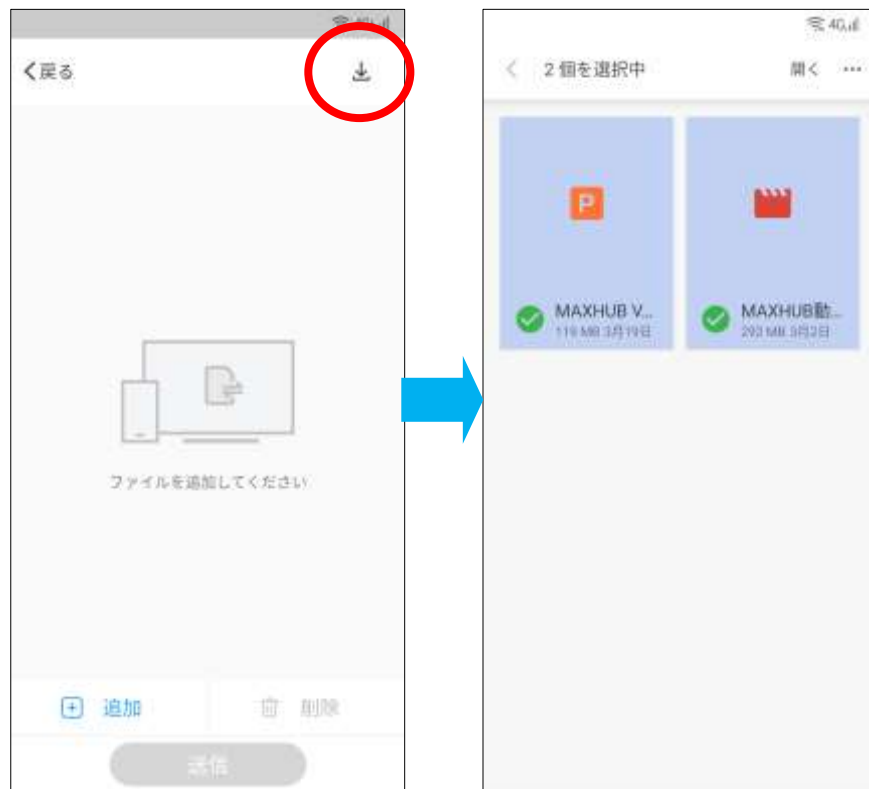 戻る
ファイルを追加してください
追加
削除
送信
4G
2 個を選択中
開く ...
P
MAXHUB V...
119 MB 3月19日
MAXHUB動...
293 MB 3月2日